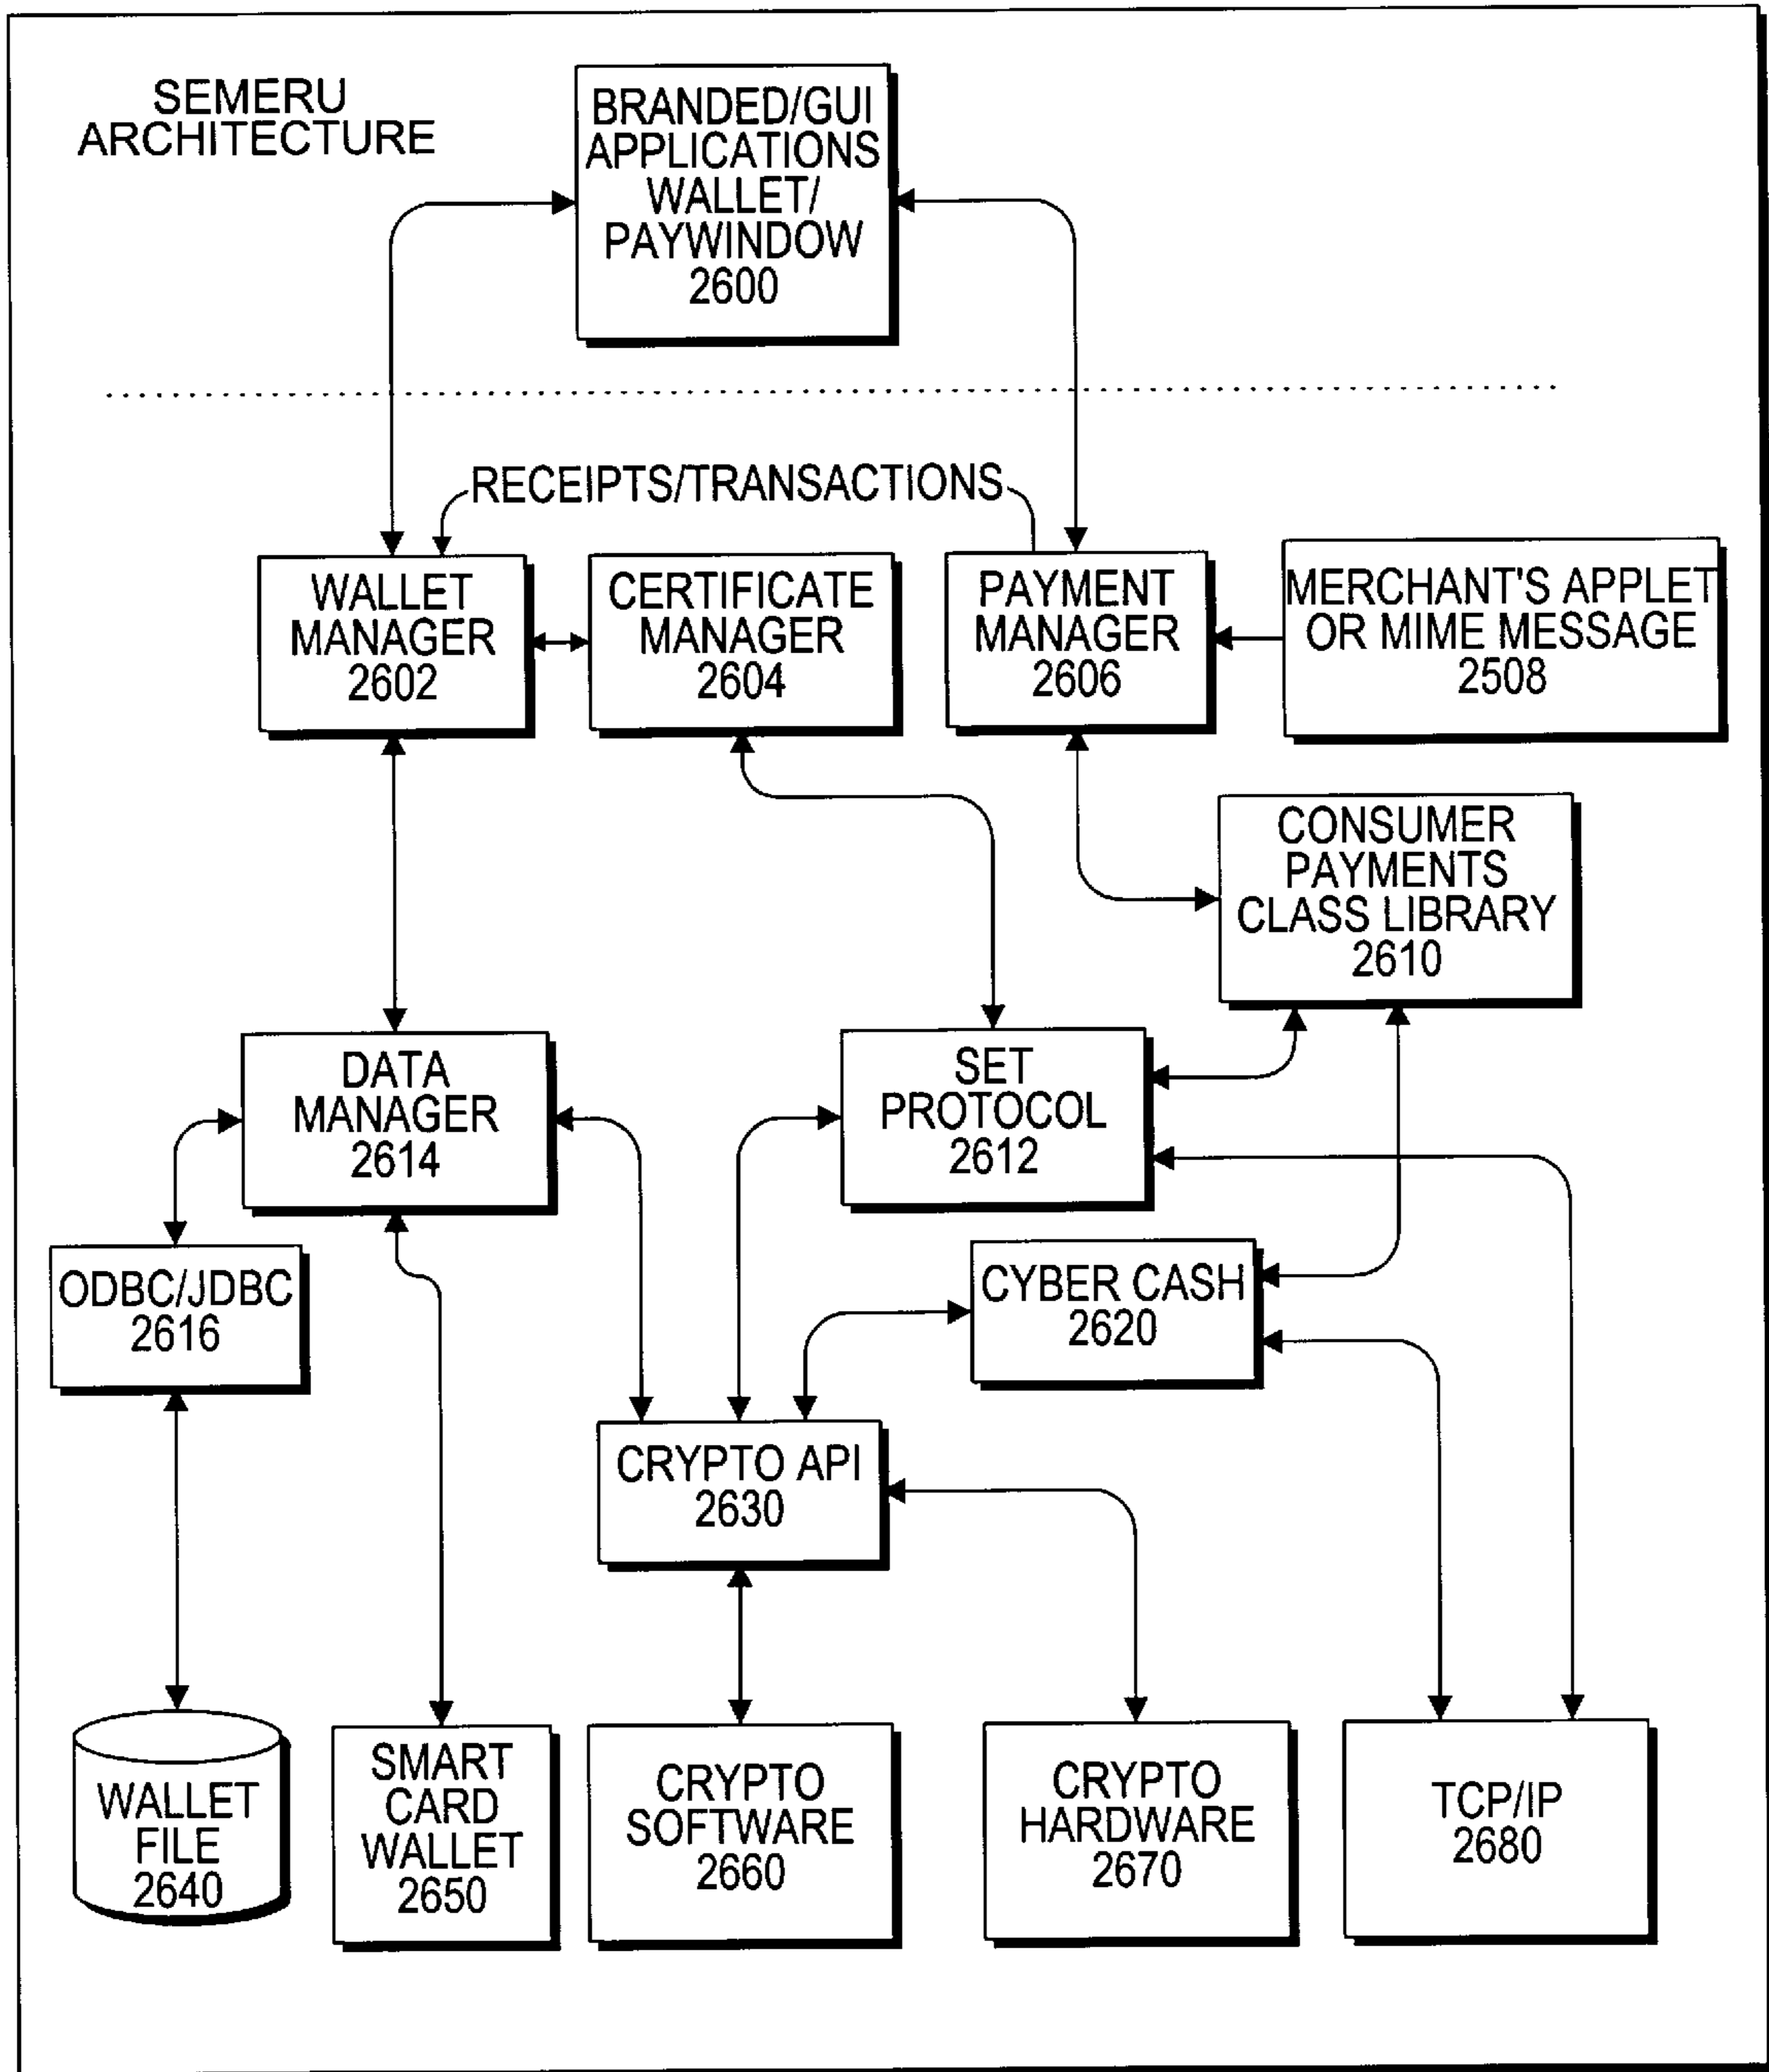 SEMERU
ARCHITECTURE
BRANDED/GUI
APPLICATIONS
WALLET/
PAYWINDOW
2600
RECEIPTS/TRANSACTIONS
WALLET
MANAGER
2602
CERTIFICATE
MANAGER
2604
PAYMENT
MANAGER
2606
MERCHANT'S APPLET
OR MIME MESSAGE
2508
CONSUMER
PAYMENTS
CLASS LIBRARY
2610
DATA
MANAGER
2614
SET
PROTOCOL
2612
ODBC/JDBC
2616
CYBER CASH
2620
CRYPTO API
2630
WALLET
FILE
2640
SMART
CARD
WALLET
2650
CRYPTO
SOFTWARE
2660
CRYPTO
HARDWARE
2670
TCP/IP
2680